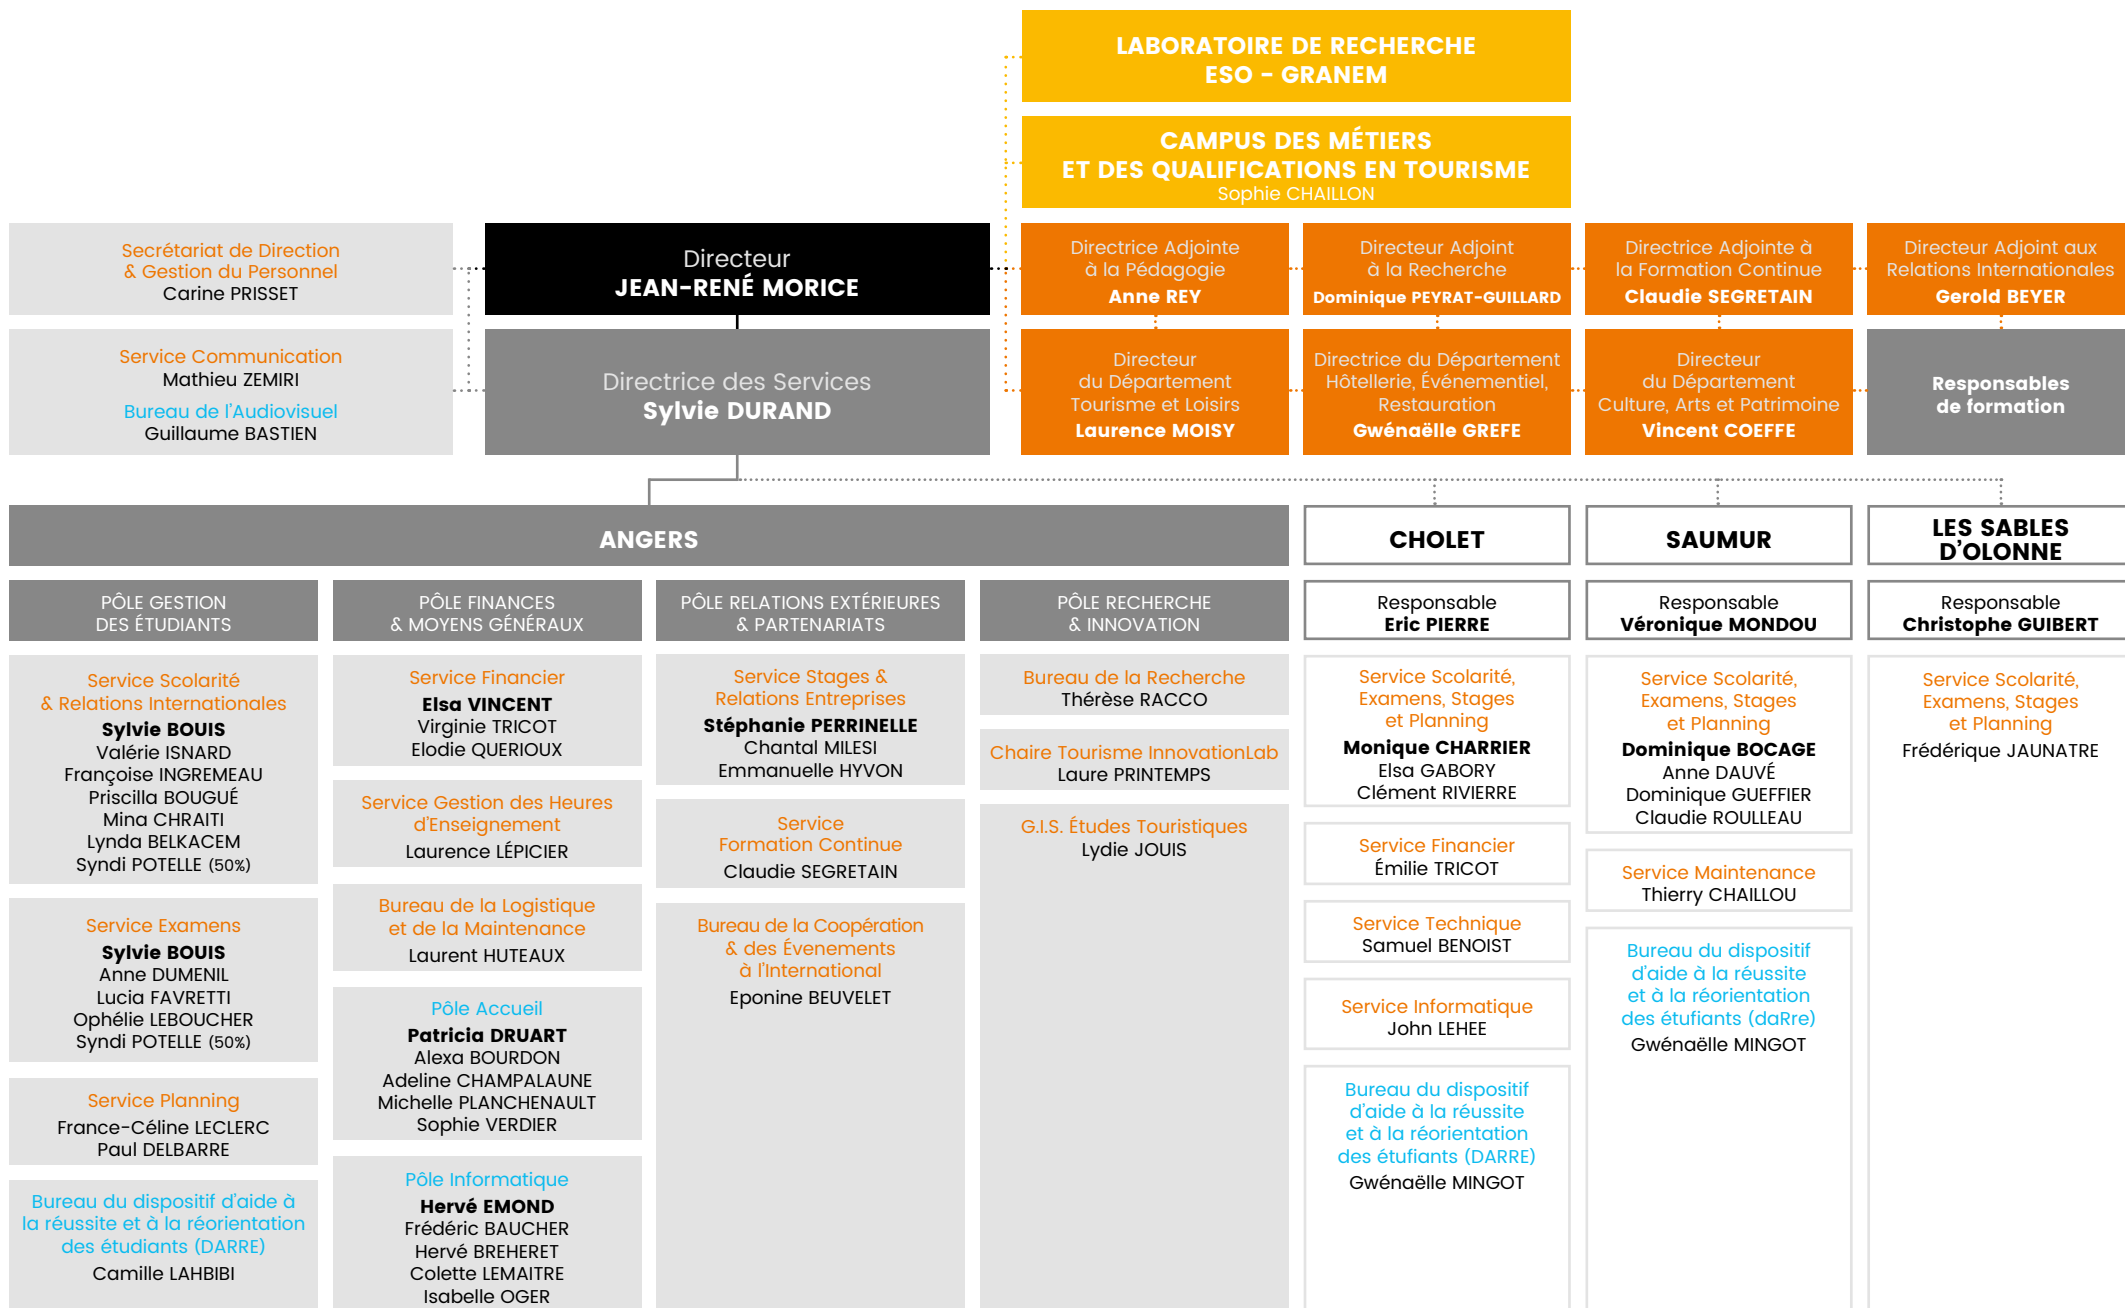 LABORATOIRE DE RECHERCHE
ESO - GRANEM
CAMPUS DES MÉTIERS
ET DES QUALIFICATIONS EN TOURISME
Sophie CHAILLON
Secrétariat de Direction
& Gestion du Personnel
Carine PRISSET
Directeur
JEAN-RENÉ MORICE
Directrice Adjointe
à la Pédagogie
Anne REY
Directeur Adjoint
à la Recherche
Dominique PEYRAT-GUILLARD
Directrice Adjointe à
la Formation Continue
Claudie SEGRETAIN
Directeur Adjoint aux
Relations Internationales
Gerold BEYER
Service Communication
Mathieu ZEMIRI
Bureau de l'Audiovisuel
Guillaume BASTIEN
Directrice des Services
Sylvie DURAND
Directeur
du Département
Tourisme et Loisirs
Laurence MOISY
Directrice du Département
Hôtellerie, Événementiel,
Restauration
Gwénaëlle GREFE
Directeur
du Département
Culture, Arts et Patrimoine
Vincent COEFFE
Responsables
de formation
ANGERS
CHOLET
SAUMUR
LES SABLES
D'OLONNE
PÔLE GESTION
DES ÉTUDIANTS
PÔLE FINANCES
& MOYENS GÉNÉRAUX
PÔLE RELATIONS EXTÉRIEURES
& PARTENARIATS
PÔLE RECHERCHE
& INNOVATION
Responsable
Eric PIERRE
Responsable
Véronique MONDOU
Responsable
Christophe GUIBERT
Service Scolarité
& Relations Internationales
Sylvie BOUIS
Valérie ISNARD
Françoise INGREMEAU
Priscilla BOUGUÉ
Mina CHRAITI
Lynda BELKACEM
Syndi POTELLE (50%)
Service Examens
Sylvie BOUIS
Anne DUMENIL
Lucia FAVRETTI
Ophélie LEBOUCHER
Syndi POTELLE (50%)
Service Planning
France-Céline LECLERC
Paul DELBARRE
Bureau du dispositif d'aide à
la réussite et à la réorientation
des étudiants (DARRE)
Camille LAHBIBI
Service Financier
Elsa VINCENT
Virginie TRICOT
Elodie QUERIOUX
Service Gestion des Heures
d'Enseignement
Laurence LÉPICIER
Bureau de la Logistique
et de la Maintenance
Laurent HUTEAUX
Pôle Accueil
Patricia DRUART
Alexa BOURDON
Adeline CHAMPALAUNE
Michelle PLANCHENAULT
Sophie VERDIER
Pôle Informatique
Hervé EMOND
Frédéric BAUCHER
Hervé BREHERET
Colette LEMAITRE
Isabelle OGER
Service Stages &
Relations Entreprises
Stéphanie PERRINELLE
Chantal MILESI
Emmanuelle HYVON
Service
Formation Continue
Claudie SEGRETAIN
Bureau de la Coopération
& des Évenements
à l'International
Eponine BEUVELET
Bureau de la Recherche
Thérèse RACCO
Chaire Tourisme InnovationLab
Laure PRINTEMPS
G.I.S. Études Touristiques
Lydie JOUIS
Service Scolarité,
Examens, Stages
et Planning
Monique CHARRIER
Elsa GABORY
Clément RIVIERRE
Service Financier
Émilie TRICOT
Service Technique
Samuel BENOIST
Service Informatique
John LEHEE
Bureau du dispositif
d'aide à la réussite
et à la réorientation
des étufiants (DARRE)
Gwénaëlle MINGOT
Service Scolarité,
Examens, Stages
et Planning
Dominique BOCAGE
Anne DAUVÉ
Dominique GUEFFIER
Claudie ROULLEAU
Service Maintenance
Thierry CHAILLOU
Bureau du dispositif
d'aide à la réussite
et à la réorientation
des étufiants (daRre)
Gwénaëlle MINGOT
Service Scolarité,
Examens, Stages
et Planning
Frédérique JAUNATRE